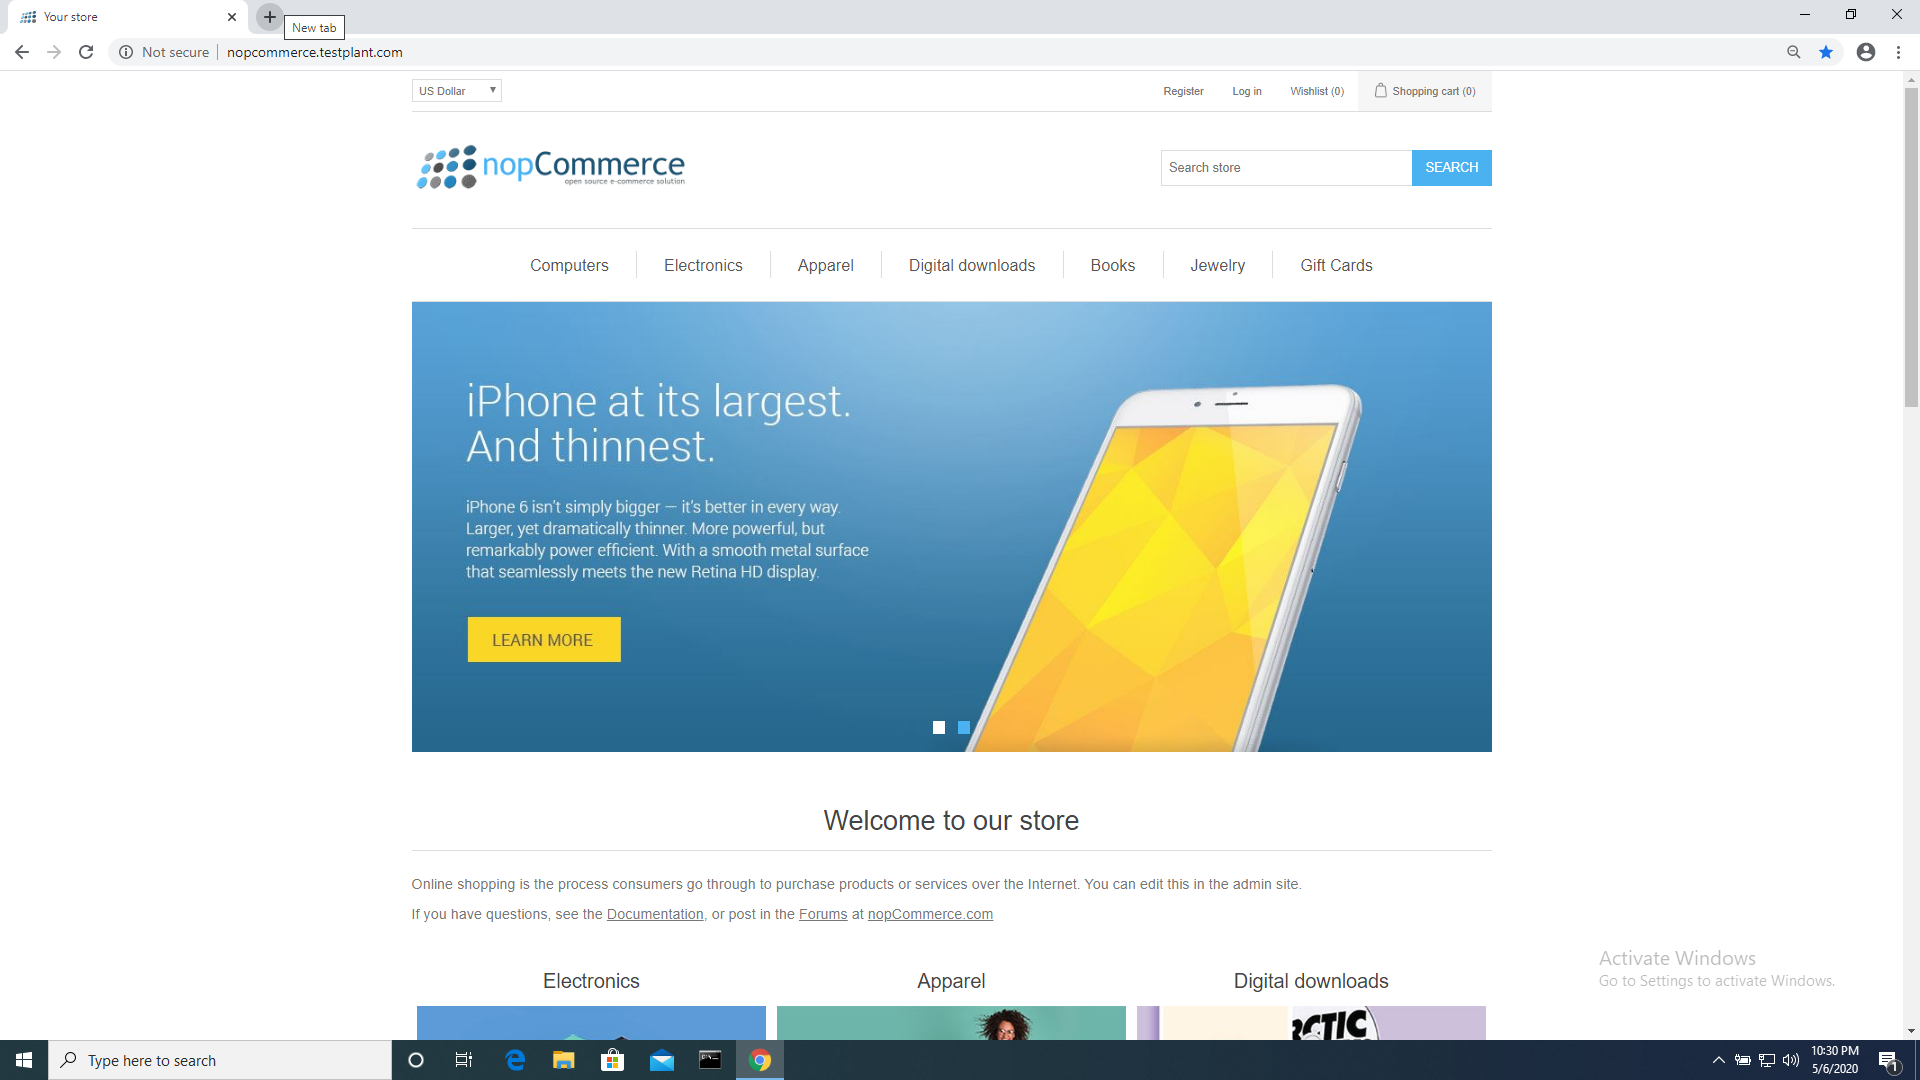 Your store
New tab
Not secure
nopcommerce.testplant.com
US Dollar
Register
Log in
Wishlist (0)
Shopping cart (0)
nopCommerce
open source e-commerce solution
Search store
SEARCH
Computers
Electronics
Apparel
Digital downloads
Books
Jewelry
Gift Cards
iPhone at its largest.
And thinnest.
iPhone 6 isn't simply bigger — it's better in every way.
Larger, yet dramatically thinner. More powerful, but
remarkably power efficient. With a smooth metal surface
that seamlessly meets the new Retina HD display.
LEARN MORE
Welcome to our store
Online shopping is the process consumers go through to purchase products or services over the Internet. You can edit this in the admin site.
If you have questions, see the Documentation, or post in the Forums at nopCommerce.com
Activate Windows
Go to Settings to activate Windows.
Electronics
Apparel
Digital downloads
Type here to search
10:30 PM
5/6/2020
1